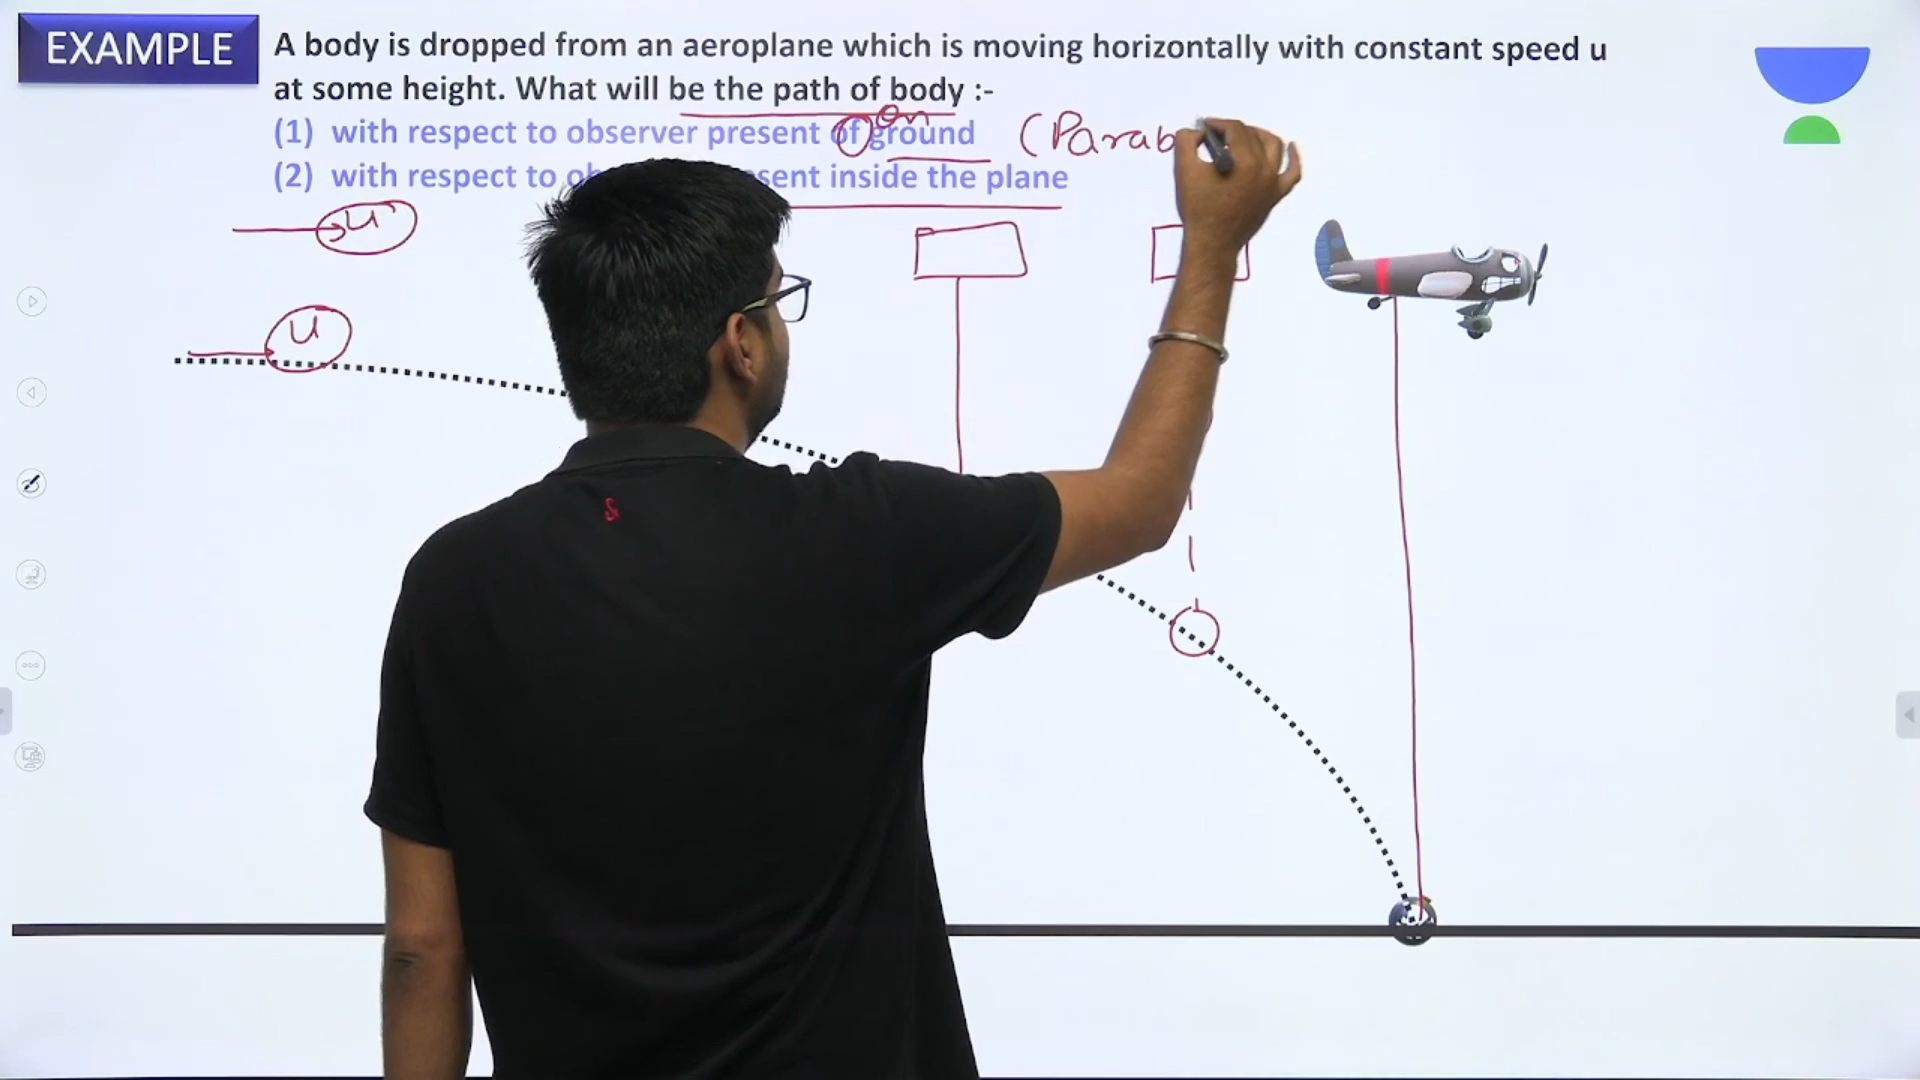 EXAMPLE
A body is dropped from an aeroplane which is moving horizontally with constant speed u
at some height. What will be the path of body :-
on
(1) with respect to observer present of ground (Parab
(2) with respect to sent inside the plane
u
u